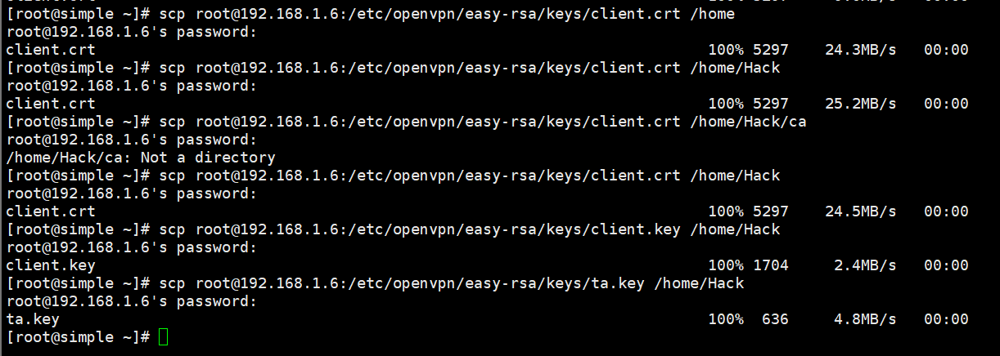 [root@simple ~]# scp root@192.168.1.6:/etc/openvpn/easy-rsa/keys/client.crt /home
root@192.168.1.6's password:
client.crt 100% 5297 24.3MB/s 00:00
[root@simple ~]# scp root@192.168.1.6:/etc/openvpn/easy-rsa/keys/client.crt /home/Hack
root@192.168.1.6's password:
client.crt 100% 5297 25.2MB/s 00:00
[root@simple ~]# scp root@192.168.1.6:/etc/openvpn/easy-rsa/keys/client.crt /home/Hack/ca
root@192.168.1.6's password:
/home/Hack/ca: Not a directory
[root@simple ~]# scp root@192.168.1.6:/etc/openvpn/easy-rsa/keys/client.crt /home/Hack
root@192.168.1.6's password:
client.crt 100% 5297 24.5MB/s 00:00
[root@simple ~]# scp root@192.168.1.6:/etc/openvpn/easy-rsa/keys/client.key /home/Hack
root@192.168.1.6's password:
client.key 100% 1704 2.4MB/s 00:00
[root@simple ~]# scp root@192.168.1.6:/etc/openvpn/easy-rsa/keys/ta.key /home/Hack
root@192.168.1.6's password:
ta.key 100% 636 4.8MB/s 00:00
[root@simple ~]#